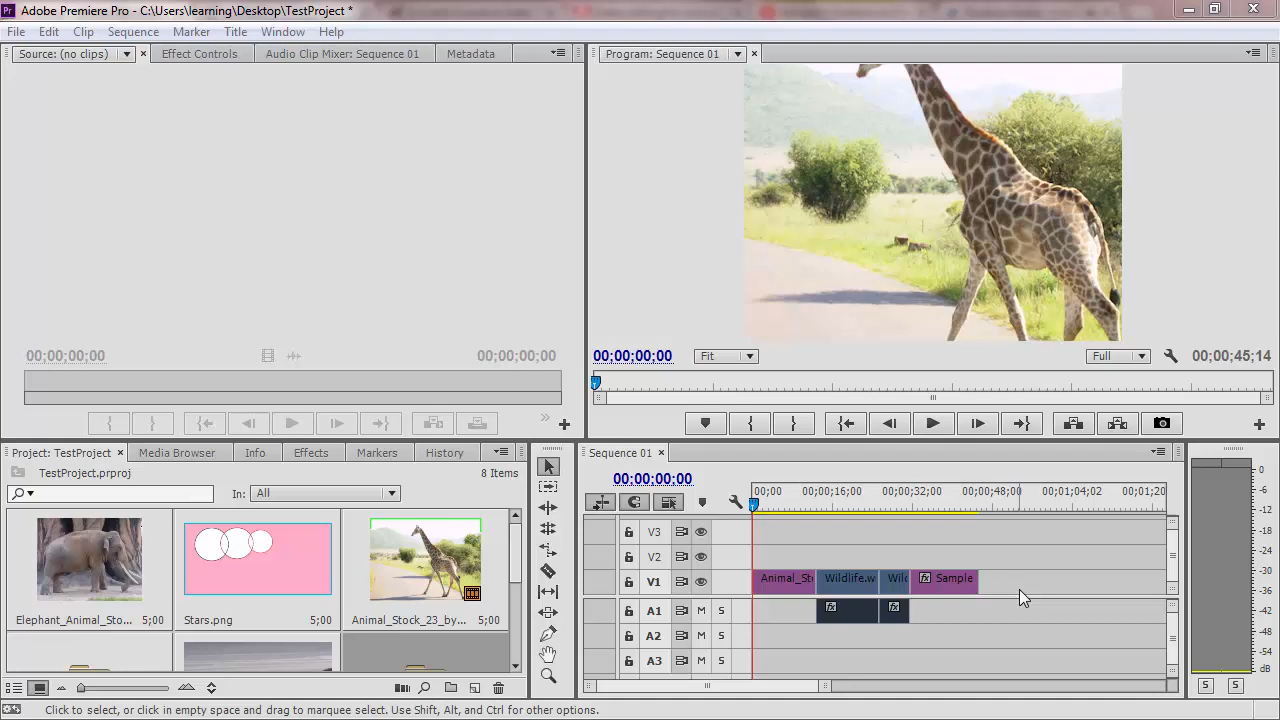 Adobe Premiere Pro - C:\Users\learning\Desktop\TestProject *
File Edit Clip Sequence Marker Title Window Help
Source: (no clips) Effect Controls Audio Clip Mixer: Sequence 01 Metadata
Program: Sequence 01
00;00;00;00 00;00;00;00
00;00;00;00 Fit Full 00;00;45;14
Project: TestProject Media Browser Info Effects Markers History
TestProject.prproj 8 Items
In: All
Elephant_Animal_Sto... 5;00
Stars.png 5;00
Animal_Stock_23_by... 5;00
Sequence 01
00;00;00;00
00;00 00;00;16;00 00;00;32;00 00;00;48;00 00;01;04;02 00;01;20
V3
V2
V1 Animal_St Wildlife.w Wild Sample
A1 M S
A2 M S
A3 M S
0
-6
-12
-18
-24
-30
-36
-42
-48
-54
dB
S S
Click to select, or click in empty space and drag to marquee select. Use Shift, Alt, and Ctrl for other options.